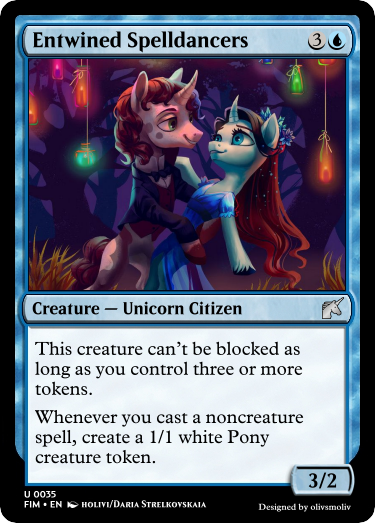 Entwined Spelldancers 3
Creature — Unicorn Citizen
This creature can't be blocked as
long as you control three or more
tokens.
Whenever you cast a noncreature
spell, create a 1/1 white Pony
creature token.
3/2
U 0035
FIM • EN holivi/Daria Strelkovskaia
Designed by olivsmoliv